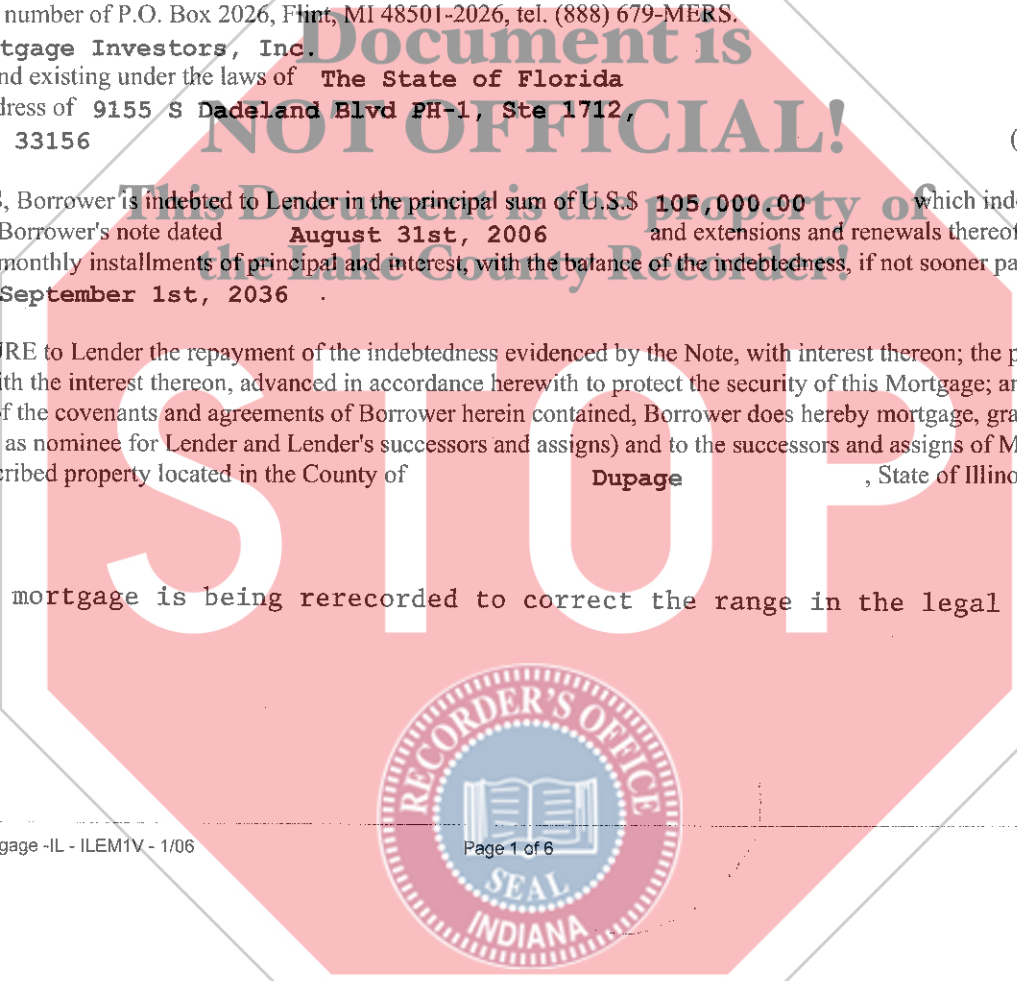 number of P.O. Box 2026, Flint, MI 48501-2026, tel. (888) 679-MERS.
Document is
tgage Investors, Inc.
nd existing under the laws of The State of Florida
dress of 9155 S Dadeland Blvd PH-1, Ste 1712,
NOT OFFICIAL!
33156 (
, Borrower is indebted to Lender in the principal sum of U.S.$ 105,000.00 which ind
This Document is the property of
Borrower's note dated August 31st, 2006 and extensions and renewals thereof
monthly installments of principal and interest, with the balance of the indebtedness, if not sooner pa
the Lake County Recorder!
September 1st, 2036 .
RE to Lender the repayment of the indebtedness evidenced by the Note, with interest thereon; the p
ith the interest thereon, advanced in accordance herewith to protect the security of this Mortgage; an
f the covenants and agreements of Borrower herein contained, Borrower does hereby mortgage, gra
as nominee for Lender and Lender's successors and assigns) and to the successors and assigns of M
cribed property located in the County of Dupage , State of Illino
STOP
mortgage is being rerecorded to correct the range in the legal
RECORDER'S OFFICE
gage -IL - ILEM1V - 1/06 Page 1 of 6
SEAL
INDIANA